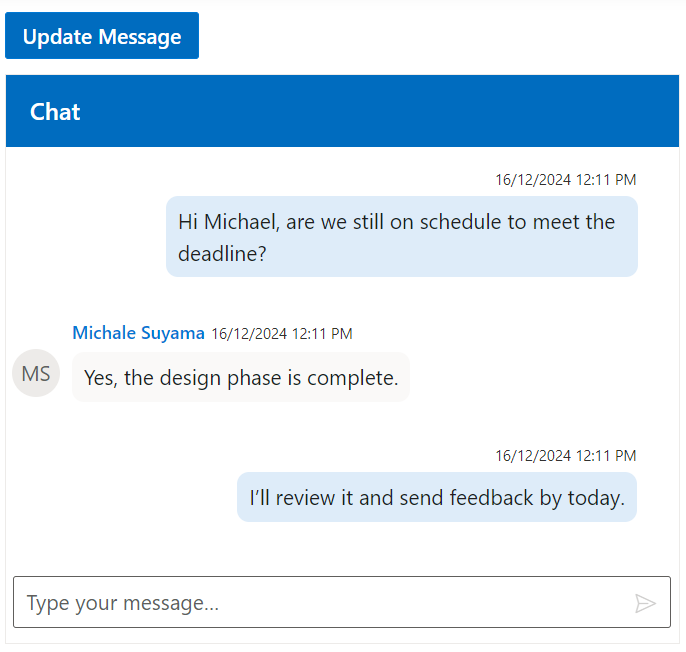 Update Message
Chat
16/12/2024 12:11 PM
Hi Michael, are we still on schedule to meet the
deadline?
Michale Suyama 16/12/2024 12:11 PM
MS
Yes, the design phase is complete.
16/12/2024 12:11 PM
I’ll review it and send feedback by today.
Type your message...